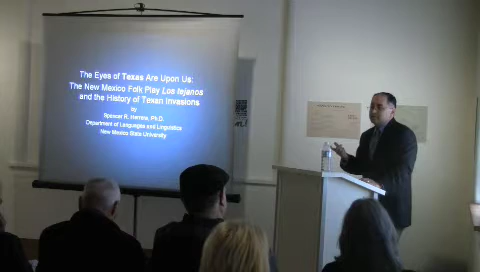 The Eyes of Texas Are Upon Us:
The New Mexico Folk Play Los tejanos
and the History of Texan Invasions
by
Spencer R. Herrera, Ph.D.
Department of Languages and Linguistics
New Mexico State University